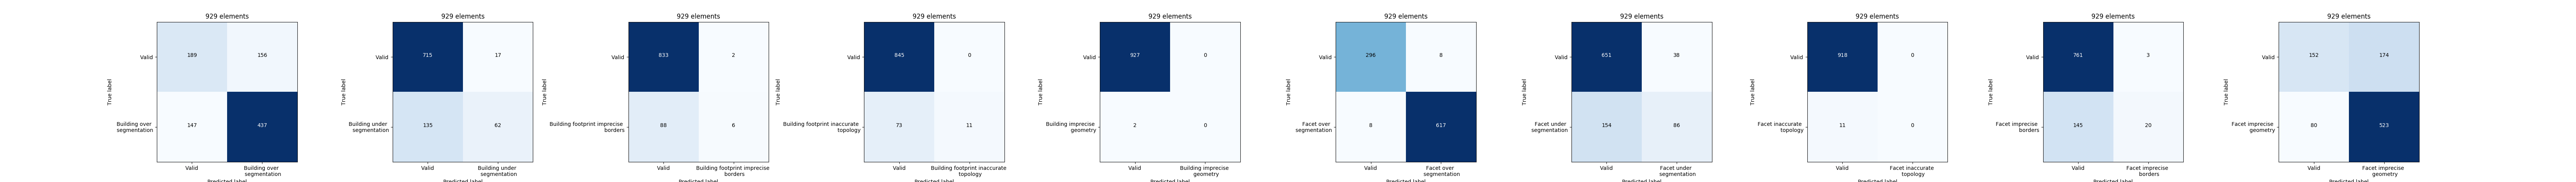 929 elements
True label
Valid
189
156
Building over
segmentation
147
437
Valid
Building over
segmentation
Predicted label
929 elements
True label
Valid
715
17
Building under
segmentation
135
62
Valid
Building under
segmentation
Predicted label
929 elements
True label
Valid
833
2
Building footprint imprecise
borders
88
6
Valid
Building footprint imprecise
borders
Predicted label
929 elements
True label
Valid
845
0
Building footprint inaccurate
topology
73
11
Valid
Building footprint inaccurate
topology
Predicted label
929 elements
True label
Valid
927
0
Building imprecise
geometry
2
0
Valid
Building imprecise
geometry
Predicted label
929 elements
True label
Valid
296
8
Facet over
segmentation
8
617
Valid
Facet over
segmentation
Predicted label
929 elements
True label
Valid
651
38
Facet under
segmentation
154
86
Valid
Facet under
segmentation
Predicted label
929 elements
True label
Valid
918
0
Facet inaccurate
topology
11
0
Valid
Facet inaccurate
topology
Predicted label
929 elements
True label
Valid
761
3
Facet imprecise
borders
145
20
Valid
Facet imprecise
borders
Predicted label
929 elements
True label
Valid
152
174
Facet imprecise
geometry
80
523
Valid
Facet imprecise
geometry
Predicted label